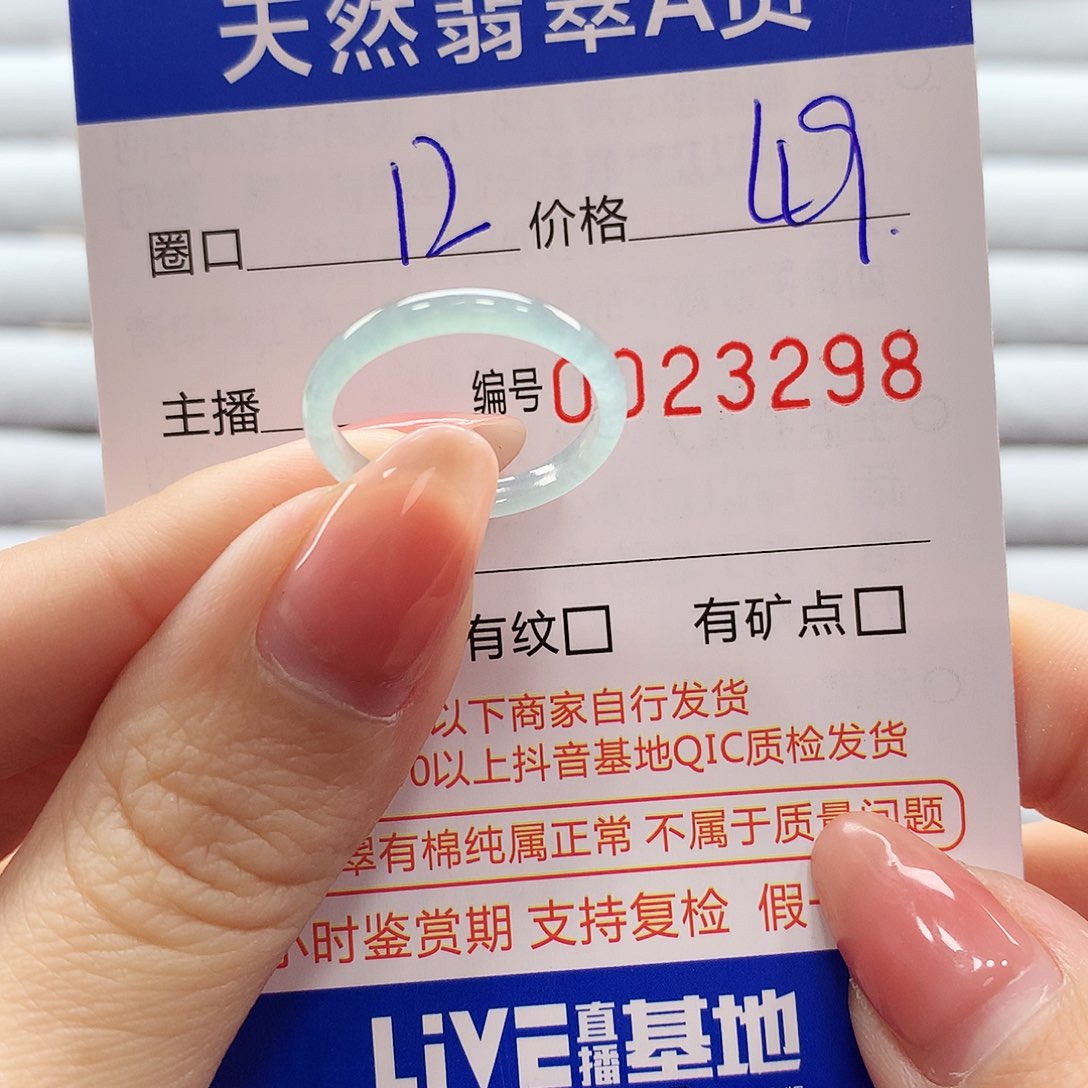 天然翡翠A货
圈口 12 价格 49.
主播 编号 0023298
有纹□ 有矿点□
以下商家自行发货
0以上抖音基地QIC质检发货
翠有棉纯属正常 不属于质量问题
小时鉴赏期 支持复检 假一
LiVE直播基地